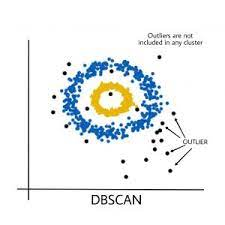 Outliers are not
included in any cluster
OUTLIER
DBSCAN